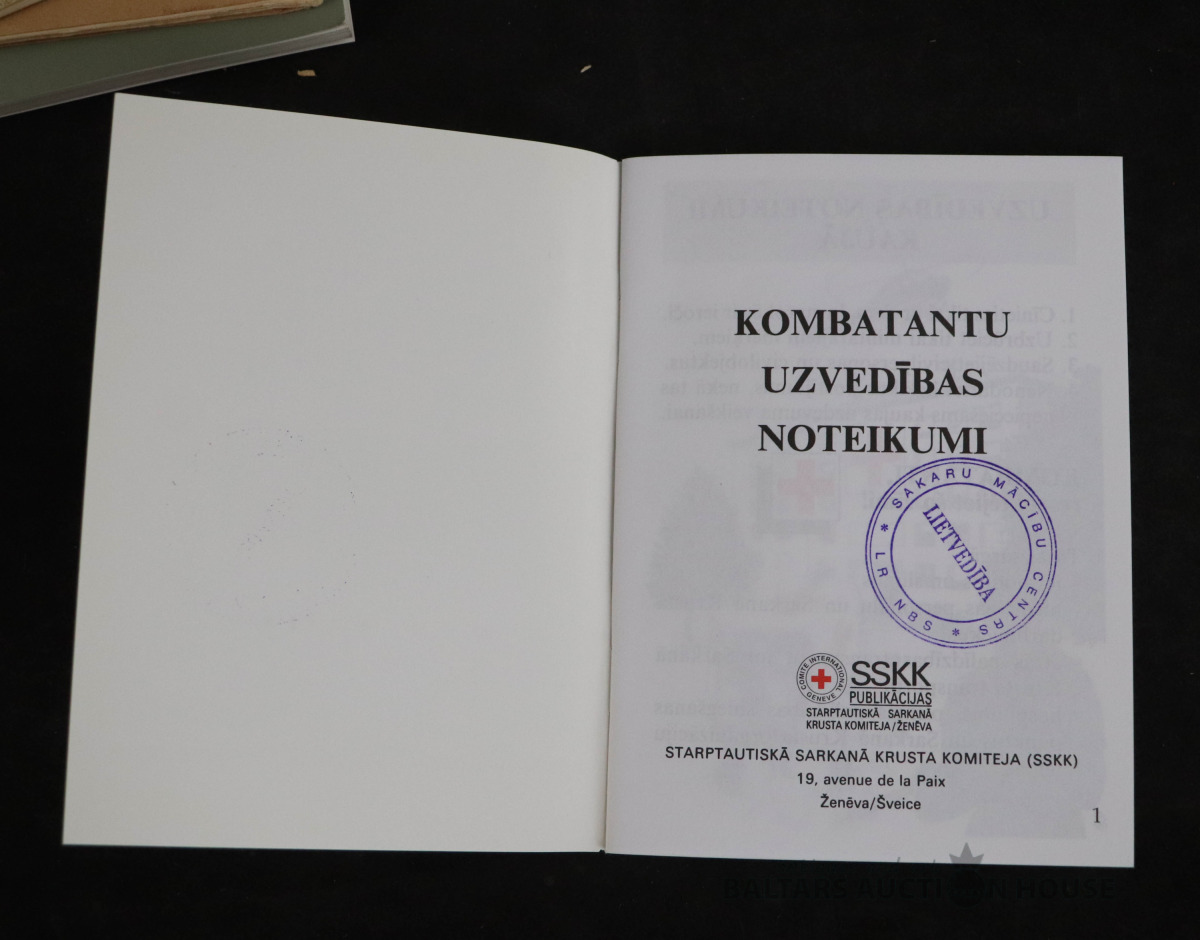 KOMBATANTU
UZVEDĪBAS
NOTEIKUMI
* SAKARU MĀCĪBU CENTRS * SBN LR
LIETVEDĪBA
COMITE INTERNATIONAL GENEVE
SSKK
PUBLIKĀCIJAS
STARPTAUTISKĀ SARKANĀ
KRUSTA KOMITEJA/ŽENĒVA
STARPTAUTISKĀ SARKANĀ KRUSTA KOMITEJA (SSKK)
19, avenue de la Paix
Ženēva/Šveice
1
BALTARS AUCTION HOUSE